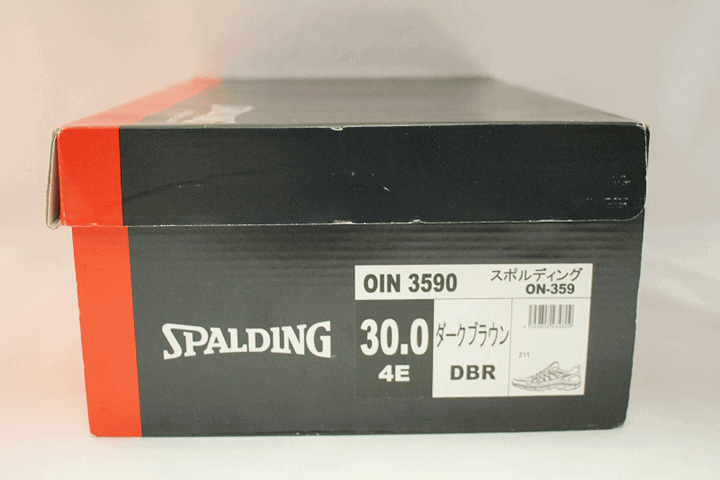 SPALDING
OIN 3590
スポルディング
ON-359
30.0
4E
ダークブラウン
DBR
211